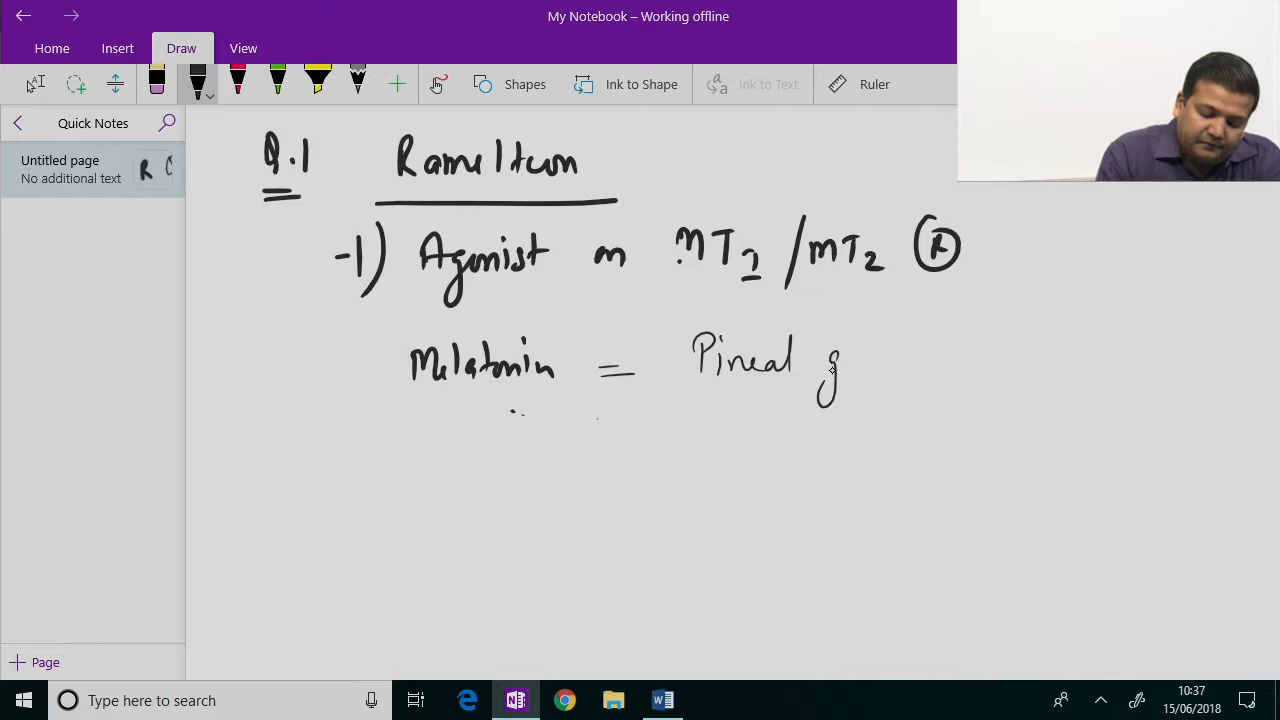 My Notebook – Working offline
Home Insert Draw View
Shapes Ink to Shape Ink to Text Ruler
Quick Notes
Untitled page
No additional text
Q.1 Ramelteon
-1) Agonist on MT1 /MT2 R
Melatonin = Pineal g
+ Page
Type here to search
10:37
15/06/2018